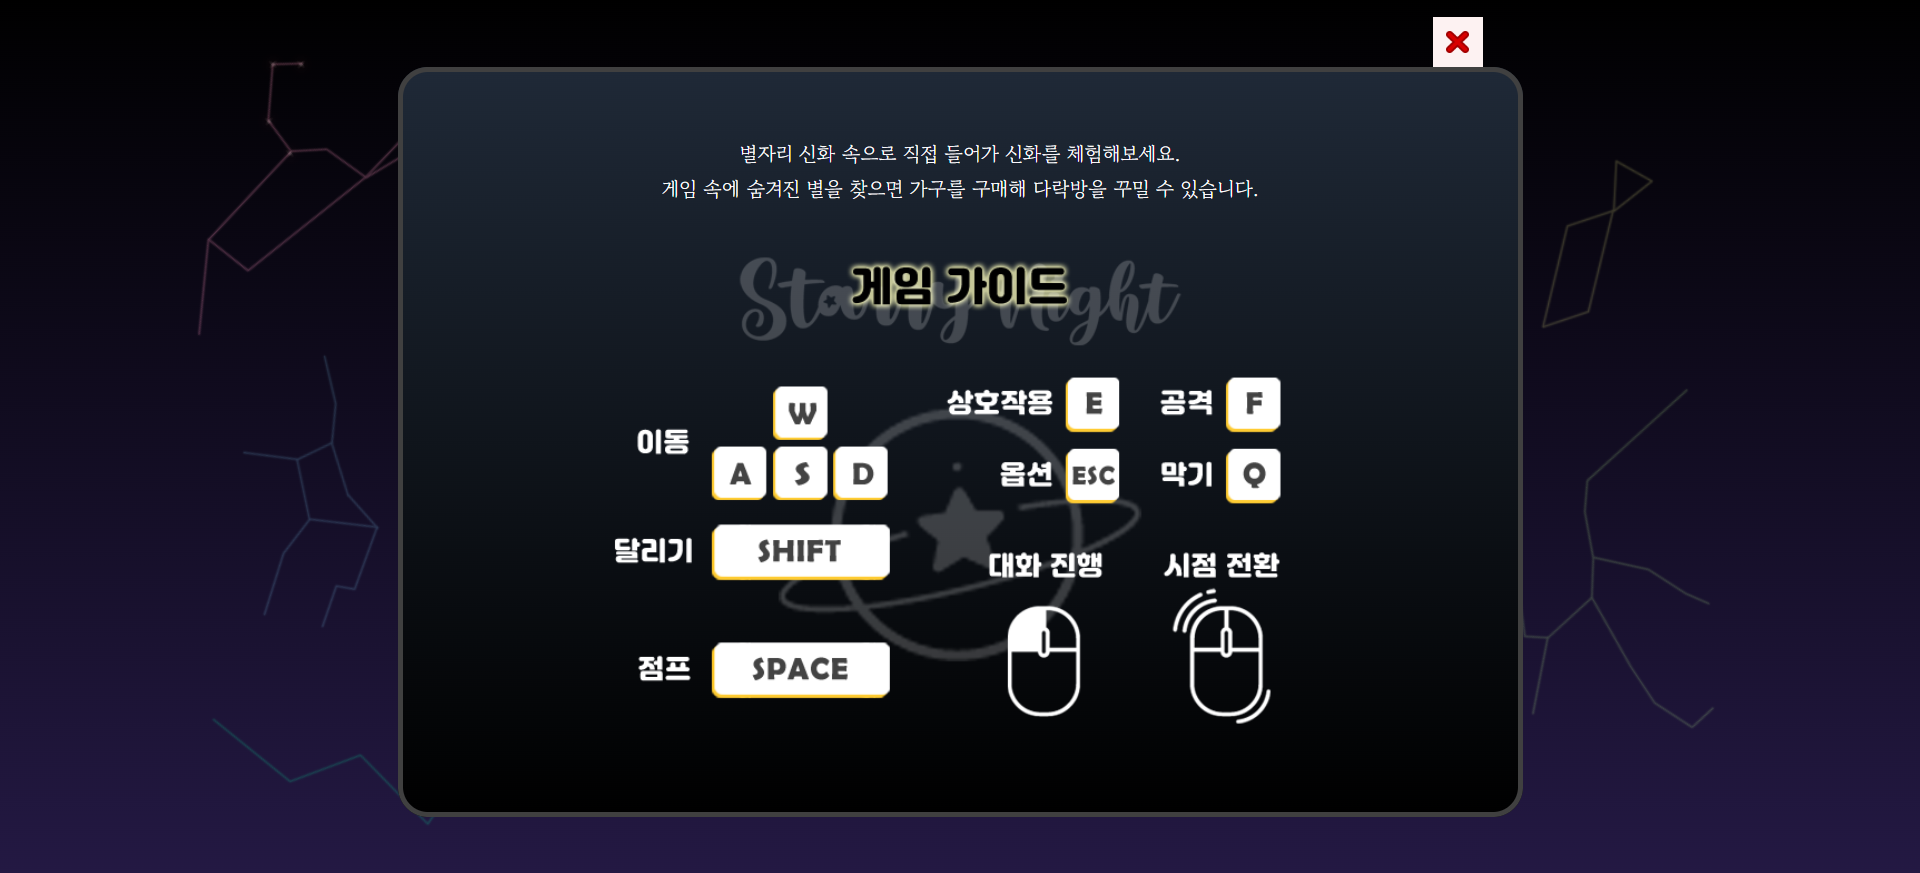 별자리 신화 속으로 직접 들어가 신화를 체험해보세요.
게임 속에 숨겨진 별을 찾으면 가구를 구매해 다락방을 꾸밀 수 있습니다.
Starry Night
게임 가이드
이동
W
A S D
달리기 SHIFT
점프 SPACE
상호작용 E 공격 F
옵션 ESC 막기 Q
대화 진행 시점 전환